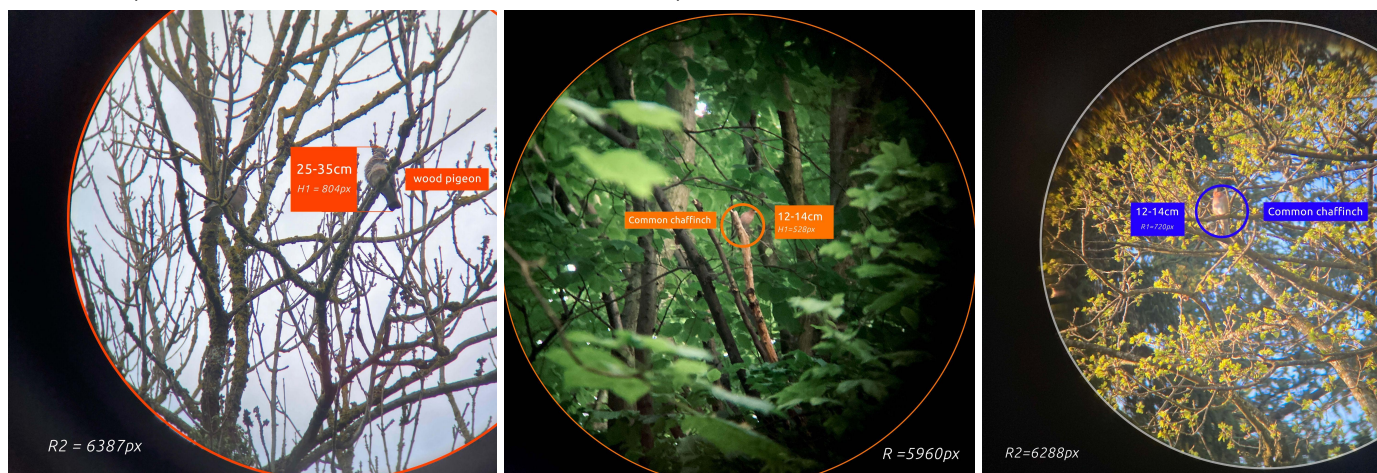 25-35cm
H1 = 804px
wood pigeon
R2 = 6387px
Common chaffinch
12-14cm
H1=528px
R =5960px
12-14cm
R1=720px
Common chaffinch
R2=6288px